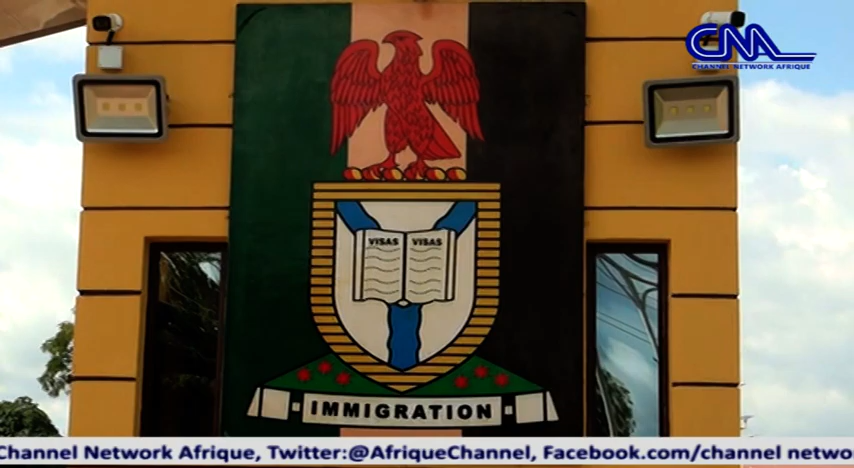 CNA
CHANNEL NETWORK AFRIQUE
VISAS VISAS
IMMIGRATION
Channel Network Afrique, Twitter:@AfriqueChannel, Facebook.com/channel netwo